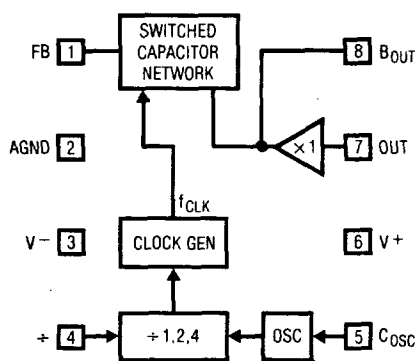 FB 1
SWITCHED
CAPACITOR
NETWORK
8 BOUT
AGND 2
×1
7 OUT
fCLK
V− 3
CLOCK GEN
6 V+
÷ 4
÷ 1, 2, 4
OSC
5 COSC